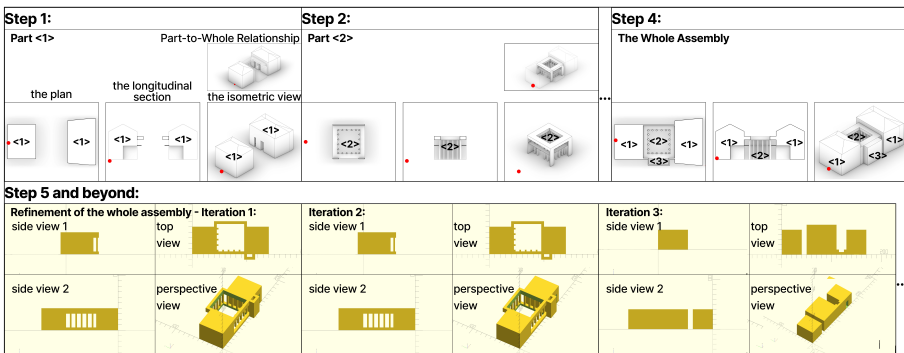 Step 1:
Step 2:
Step 4:
Part <1>
Part-to-Whole Relationship
Part <2>
The Whole Assembly
the plan
the longitudinal
section
the isometric view
...
<1>
<1>
<1>
<1>
<1>
<1>
<2>
<2>
<2>
<1>
<2>
<1>
<3>
<1>
<2>
<1>
<2>
<1>
<1>
<3>
Step 5 and beyond:
Refinement of the whole assembly - Iteration 1:
Iteration 2:
Iteration 3:
side view 1
top
view
side view 1
top
view
side view 1
top
view
side view 2
perspective
view
side view 2
perspective
view
side view 2
perspective
view
...